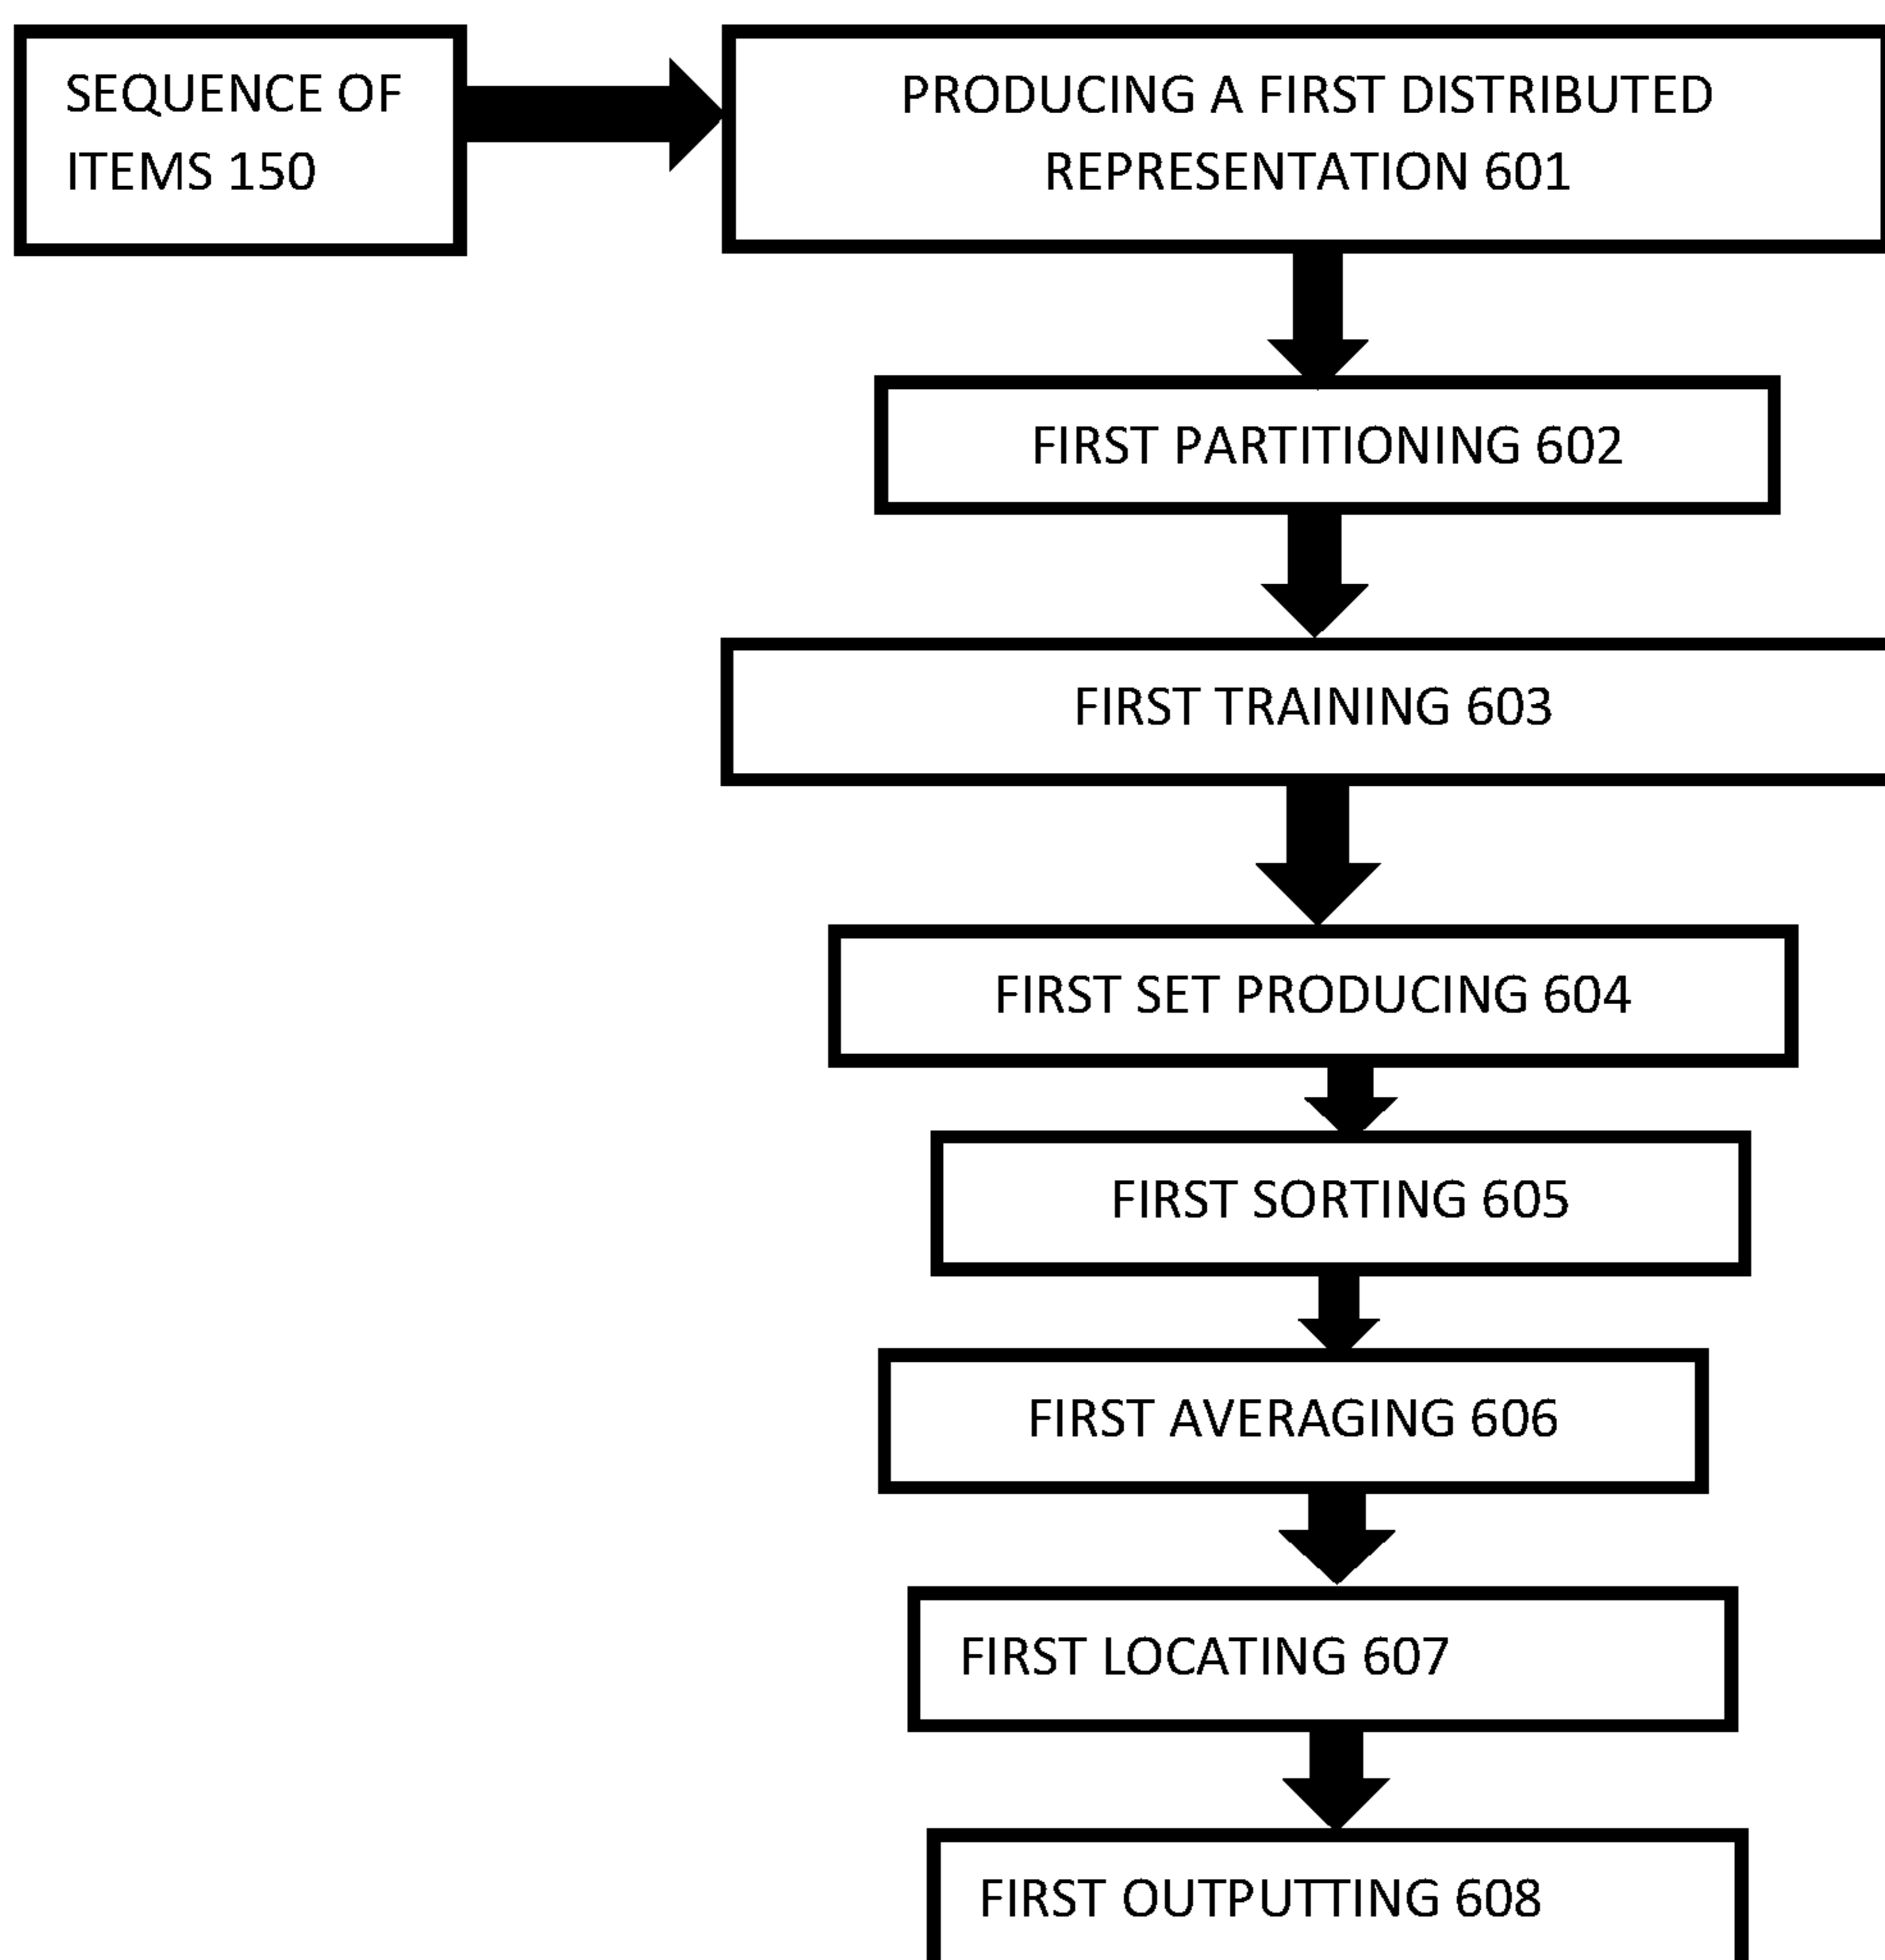 SEQUENCE OF
ITEMS 150
PRODUCING A FIRST DISTRIBUTED
REPRESENTATION 601
FIRST PARTITIONING 602
FIRST TRAINING 603
FIRST SET PRODUCING 604
FIRST SORTING 605
FIRST AVERAGING 606
FIRST LOCATING 607
FIRST OUTPUTTING 608